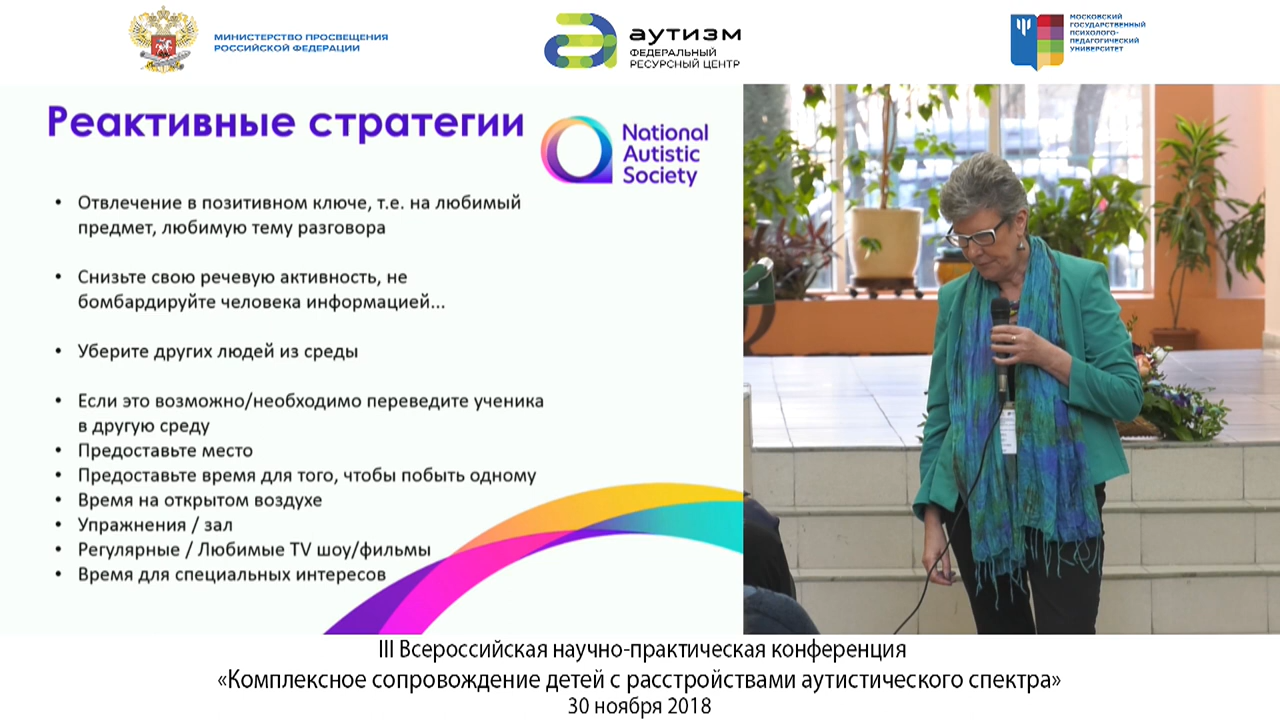 МИНИСТЕРСТВО ПРОСВЕЩЕНИЯ
РОССИЙСКОЙ ФЕДЕРАЦИИ
аутизм
ФЕДЕРАЛЬНЫЙ
РЕСУРСНЫЙ ЦЕНТР
МОСКОВСКИЙ
ГОСУДАРСТВЕННЫЙ
ПСИХОЛОГО-
ПЕДАГОГИЧЕСКИЙ
УНИВЕРСИТЕТ
Реактивные стратегии
National
Autistic
Society
• Отвлечение в позитивном ключе, т.е. на любимый
предмет, любимую тему разговора
• Снизьте свою речевую активность, не
бомбардируйте человека информацией...
• Уберите других людей из среды
• Если это возможно/необходимо переведите ученика
в другую среду
• Предоставьте место
• Предоставьте время для того, чтобы побыть одному
• Время на открытом воздухе
• Упражнения / зал
• Регулярные / Любимые TV шоу/фильмы
• Время для специальных интересов
III Всероссийская научно-практическая конференция
«Комплексное сопровождение детей с расстройствами аутистического спектра»
30 ноября 2018